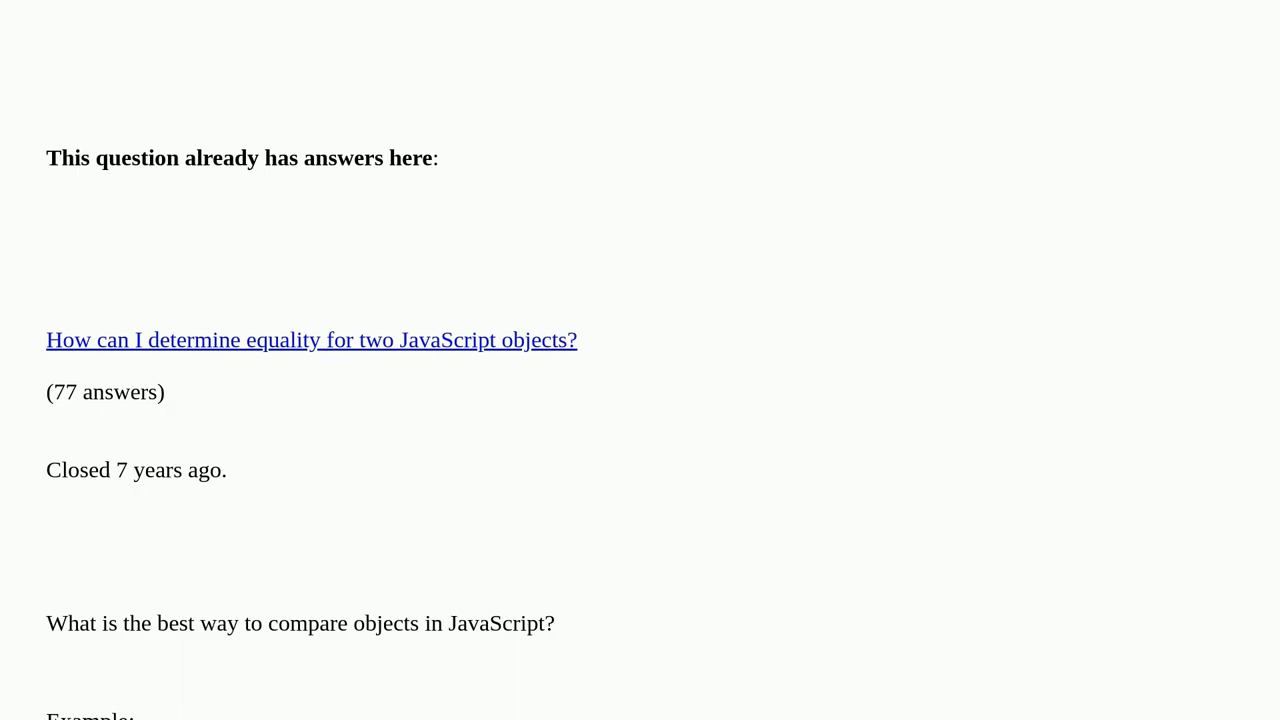 This question already has answers here:
How can I determine equality for two JavaScript objects?
(77 answers)
Closed 7 years ago.
What is the best way to compare objects in JavaScript?
Example: